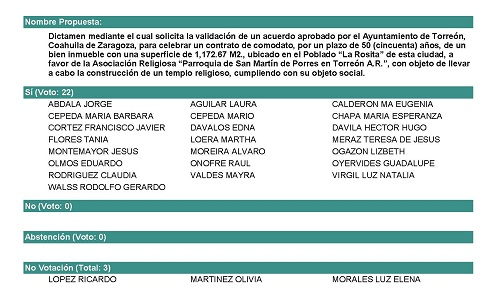 Nombre Propuesta:
Dictamen mediante el cual solicita la validación de un acuerdo aprobado por el Ayuntamiento de Torreón,
Coahuila de Zaragoza, para celebrar un contrato de comodato, por un plazo de 50 (cincuenta) años, de un
bien inmueble con una superficie de 1,172.67 M2., ubicado en el Poblado “La Rosita” de esta ciudad, a
favor de la Asociación Religiosa “Parroquia de San Martín de Porres en Torreón A.R.”, con objeto de llevar
a cabo la construcción de un templo religioso, cumpliendo con su objeto social.
Sí (Voto: 22)
ABDALA JORGE AGUILAR LAURA CALDERON MA EUGENIA
CEPEDA MARIA BARBARA CEPEDA MARIO CHAPA MARIA ESPERANZA
CORTEZ FRANCISCO JAVIER DAVALOS EDNA DAVILA HECTOR HUGO
FLORES TANIA LOERA MARTHA MERAZ TERESA DE JESUS
MONTEMAYOR JESUS MOREIRA ALVARO OGAZON LIZBETH
OLMOS EDUARDO ONOFRE RAUL OYERVIDES GUADALUPE
RODRIGUEZ CLAUDIA VALDES MAYRA VIRGIL LUZ NATALIA
WALSS RODOLFO GERARDO
No (Voto: 0)
Abstención (Voto: 0)
No Votación (Total: 3)
LOPEZ RICARDO MARTINEZ OLIVIA MORALES LUZ ELENA